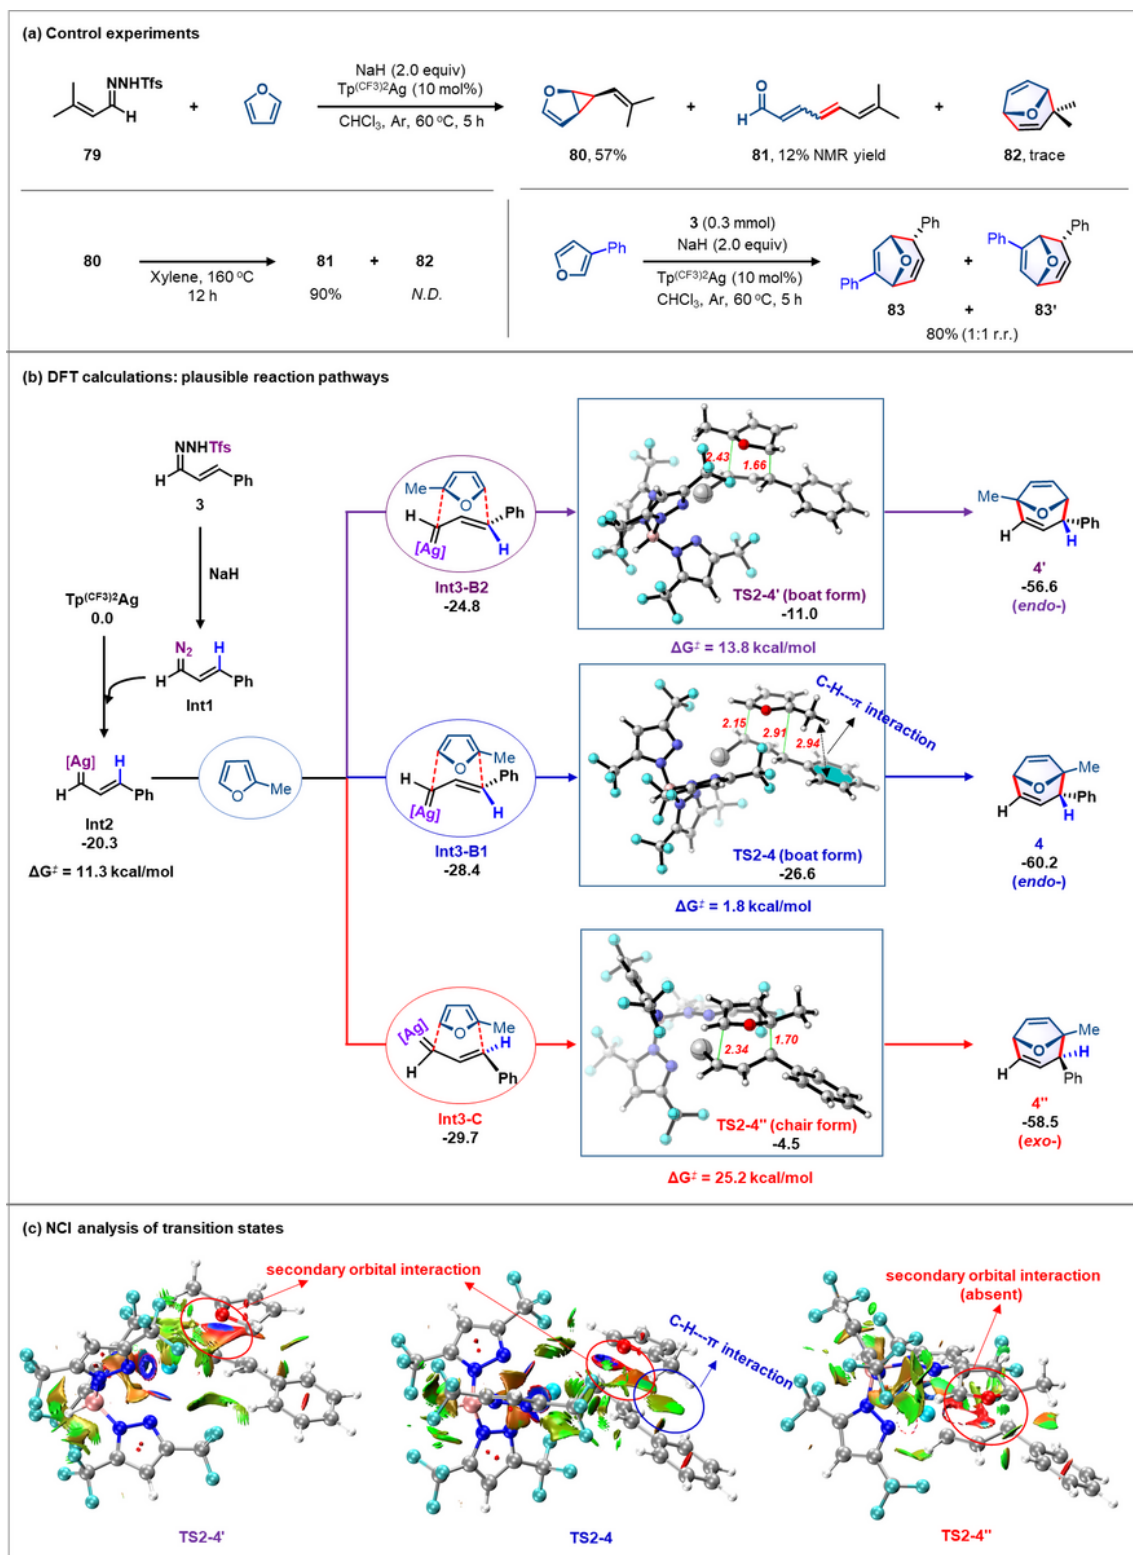 (a) Control experiments
NNHTfs
H
79
+
O
NaH (2.0 equiv)
Tp(CF3)2Ag (10 mol%)
CHCl3, Ar, 60 oC, 5 h
O
80, 57%
+
O
H
81, 12% NMR yield
+
O
82, trace
80
Xylene, 160 oC
12 h
81 + 82
90% N.D.
O
Ph
3 (0.3 mmol)
NaH (2.0 equiv)
Tp(CF3)2Ag (10 mol%)
CHCl3, Ar, 60 oC, 5 h
Ph
O
Ph
83
+
Ph
O
Ph
83'
+
80% (1:1 r.r.)
(b) DFT calculations: plausible reaction pathways
NNHTfs
H
Ph
3
NaH
Tp(CF3)2Ag
0.0
N2
H
H
Ph
Int1
[Ag]
H
H
Ph
Int2
-20.3
ΔG‡ = 11.3 kcal/mol
O
Me
Me
O
Ph
H
H
[Ag]
Int3-B2
-24.8
2.43
1.66
TS2-4' (boat form)
-11.0
ΔG‡ = 13.8 kcal/mol
Me
O
H
Ph
H
4'
-56.6
(endo-)
Me
O
Ph
H
H
[Ag]
Int3-B1
-28.4
C-H---π interaction
2.15
2.91
2.94
TS2-4 (boat form)
-26.6
ΔG‡ = 1.8 kcal/mol
Me
O
H
Ph
H
4
-60.2
(endo-)
[Ag]
O
Me
H
H
Ph
Int3-C
-29.7
2.34
1.70
TS2-4'' (chair form)
-4.5
ΔG‡ = 25.2 kcal/mol
Me
O
H
H
Ph
4''
-58.5
(exo-)
(c) NCI analysis of transition states
secondary orbital interaction
C-H---π interaction
secondary orbital interaction
(absent)
TS2-4'
TS2-4
TS2-4''